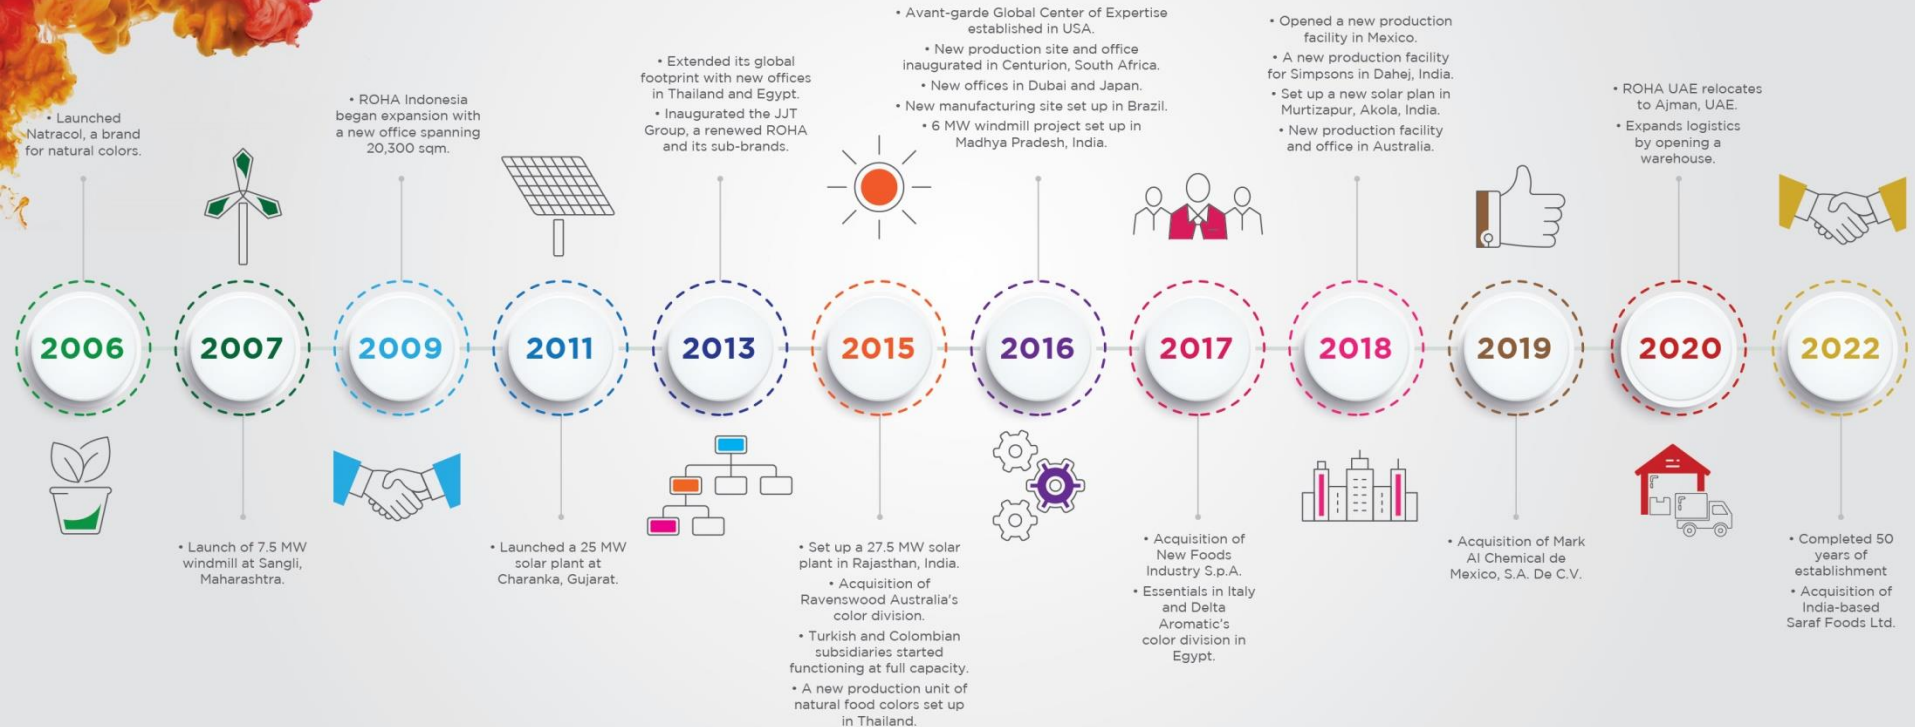 • Launched
Natracol, a brand
for natural colors.
2006
2007
• Launch of 7.5 MW
windmill at Sangli,
Maharashtra.
• ROHA Indonesia
began expansion with
a new office spanning
20,300 sqm.
2009
2011
• Launched a 25 MW
solar plant at
Charanka, Gujarat.
• Extended its global
footprint with new offices
in Thailand and Egypt.
• Inaugurated the JJT
Group, a renewed ROHA
and its sub-brands.
2013
2015
• Set up a 27.5 MW solar
plant in Rajasthan, India.
• Acquisition of
Ravenswood Australia's
color division.
• Turkish and Colombian
subsidiaries started
functioning at full capacity.
• A new production unit of
natural food colors set up
in Thailand.
• Avant-garde Global Center of Expertise
established in USA.
• New production site and office
inaugurated in Centurion, South Africa.
• New offices in Dubai and Japan.
• New manufacturing site set up in Brazil.
• 6 MW windmill project set up in
Madhya Pradesh, India.
2016
2017
• Acquisition of
New Foods
Industry S.p.A.
• Essentials in Italy
and Delta
Aromatic's
color division in
Egypt.
• Opened a new production
facility in Mexico.
• A new production facility
for Simpsons in Dahej, India.
• Set up a new solar plan in
Murtizapur, Akola, India.
• New production facility
and office in Australia.
2018
2019
• Acquisition of Mark
Al Chemical de
Mexico, S.A. De C.V.
• ROHA UAE relocates
to Ajman, UAE.
• Expands logistics
by opening a
warehouse.
2020
2022
• Completed 50
years of
establishment
• Acquisition of
India-based
Saraf Foods Ltd.